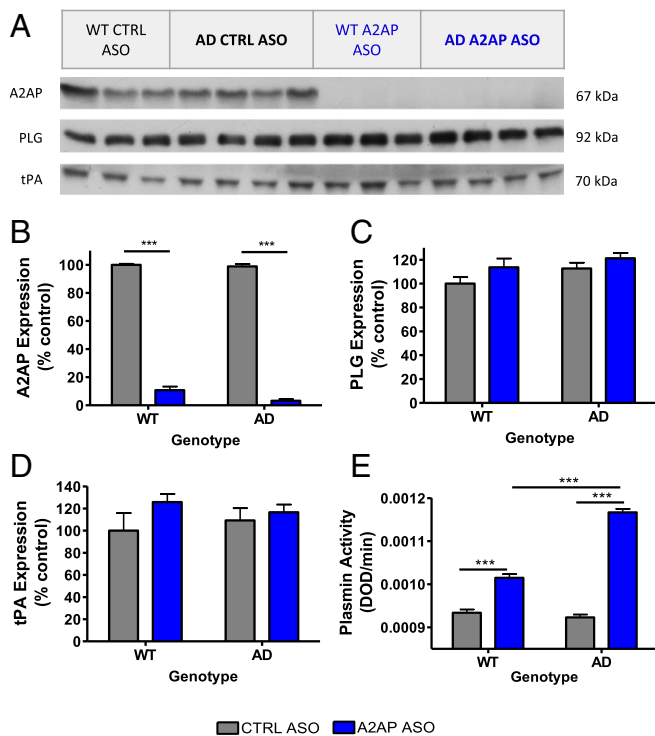 A
WT CTRL ASO
AD CTRL ASO
WT A2AP ASO
AD A2AP ASO
A2AP
67 kDa
PLG
92 kDa
tPA
70 kDa
B
A2AP Expression
(% control)
100
80
60
40
20
0
***
***
WT
AD
Genotype
C
PLG Expression
(% control)
120
100
80
60
40
20
0
WT
AD
Genotype
D
tPA Expression
(% control)
140
120
100
80
60
40
20
0
WT
AD
Genotype
E
Plasmin Activity
(DOD/min)
0.0012
0.0011
0.0010
0.0009
***
***
***
WT
AD
Genotype
CTRL ASO
A2AP ASO